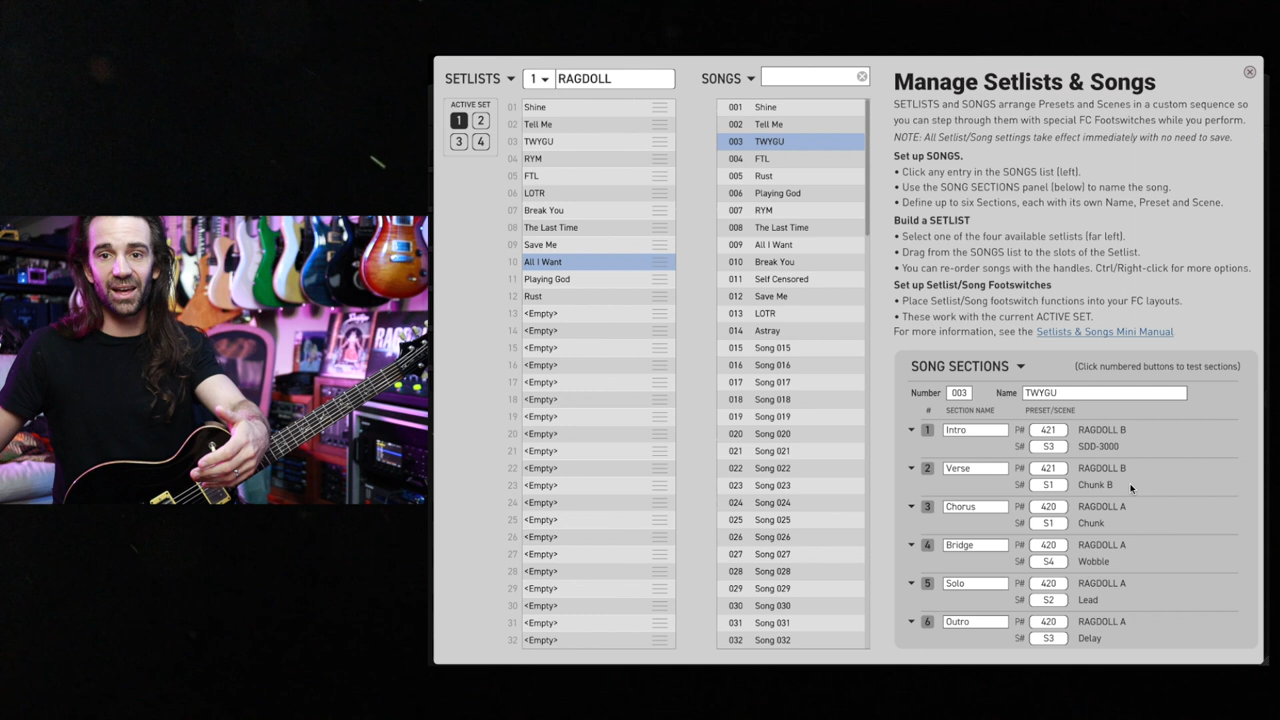 SETLISTS 1 RAGDOLL
ACTIVE SET
1 2
3 4
01 Shine
02 Tell Me
03 TWYGU
04 RYM
05 FTL
06 LOTR
07 Break You
08 The Last Time
09 Save Me
10 All I Want
11 Playing God
12 Rust
13 <Empty>
14 <Empty>
15 <Empty>
16 <Empty>
17 <Empty>
18 <Empty>
19 <Empty>
20 <Empty>
21 <Empty>
22 <Empty>
23 <Empty>
24 <Empty>
25 <Empty>
26 <Empty>
27 <Empty>
28 <Empty>
29 <Empty>
30 <Empty>
31 <Empty>
32 <Empty>
SONGS
001 Shine
002 Tell Me
003 TWYGU
004 FTL
005 Rust
006 Playing God
007 RYM
008 The Last Time
009 All I Want
010 Break You
011 Self Censored
012 Save Me
013 LOTR
014 Astray
015 Song 015
016 Song 016
017 Song 017
018 Song 018
019 Song 019
020 Song 020
021 Song 021
022 Song 022
023 Song 023
024 Song 024
025 Song 025
026 Song 026
027 Song 027
028 Song 028
029 Song 029
030 Song 030
031 Song 031
032 Song 032
Manage Setlists & Songs
SETLISTS and SONGS arrange Presets and Scenes in a custom sequence so
you can step through them with special FC Footswitches while you perform.
NOTE: All Setlist/Song settings take effect immediately with no need to save.
Set up SONGS.
• Click any entry in the SONGS list (left).
• Use the SONG SECTIONS panel (below) to name the song.
• Define up to six Sections, each with its own Name, Preset and Scene.
Build a SETLIST
• Select one of the four available setlists (far left).
• Drag from the SONGS list to the slots of the Setlist.
• You can re-order songs with the handles. Ctrl/Right-click for more options.
Set up Setlist/Song Footswitches
• Place Setlist/Song footswitch functions on your FC layouts.
• These work with the current ACTIVE SET.
For more information, see the Setlists & Songs Mini Manual
SONG SECTIONS (Click numbered buttons to test sections)
Number 003 Name TWYGU
SECTION NAME PRESET/SCENE
1 Intro P# 421 RAGDOLL B
S# S3
Verse P# 421 RAGDOLL B
S# S1 Chunk B
3 Chorus P# 420 RAGDOLL A
S# S1 Chunk
4 Bridge P# 420 RAGDOLL A
S# S4
5 Solo P# 420 RAGDOLL A
S# S2 Lead
6 Outro P# 420 RAGDOLL A
S# S3 Delay